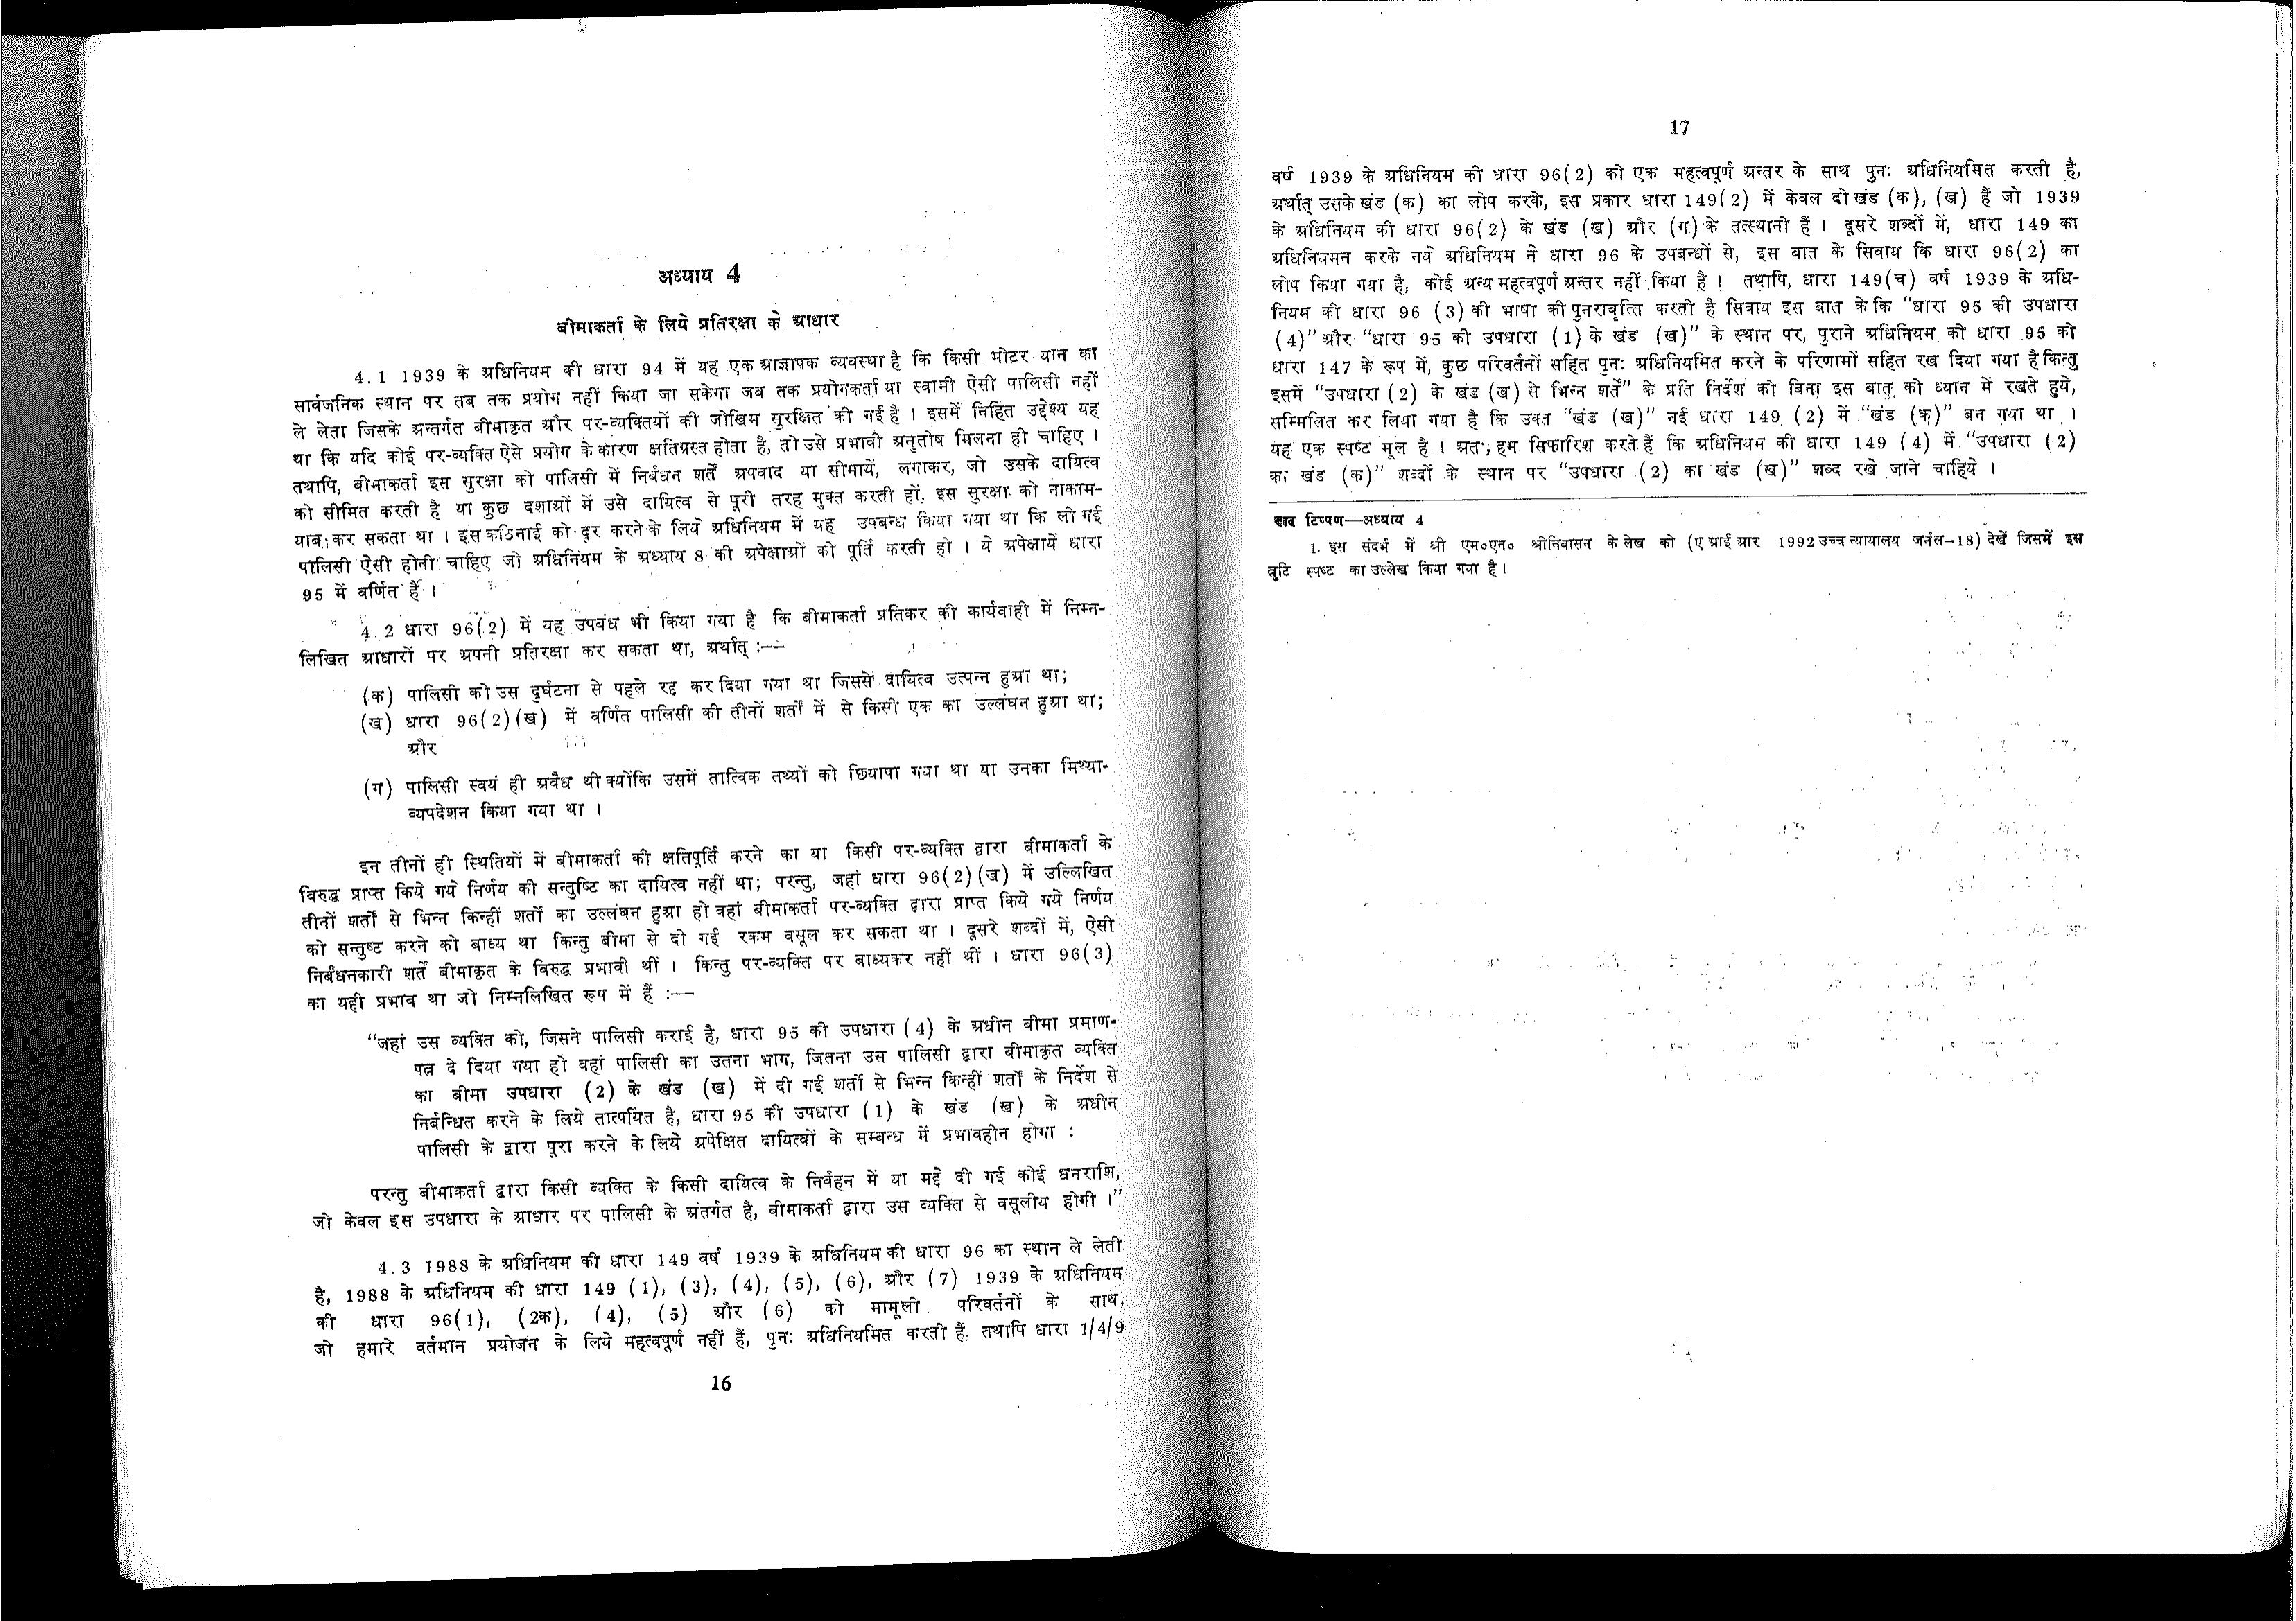 अध्याय 4
बीमाकर्ता के लिये प्रतिरक्षा के आधार
4.1 1939 के अधिनियम की धारा 94 में यह एक आज्ञापक व्यवस्था है कि किसी मोटर यान का
सार्वजनिक स्थान पर तब तक प्रयोग नहीं किया जा सकेगा जब तक प्रयोगकर्ता या स्वामी ऐसी पालिसी नहीं
ले लेता जिसके अन्तर्गत बीमाकृत और पर-व्यक्तियों की जोखिम सुरक्षित की गई है । इसमें निहित उद्देश्य यह
था कि यदि कोई पर-व्यक्ति ऐसे प्रयोग के कारण क्षतिग्रस्त होता है, तो उसे प्रभावी अनुतोष मिलना ही चाहिए ।
तथापि, बीमाकर्ता इस सुरक्षा को पालिसी में निर्बधन शर्तें अपवाद या सीमायें, लगाकर, जो उसके दायित्व
को सीमित करती है या कुछ दशाओं में उसे दायित्व से पूरी तरह मुक्त करती हों, इस सुरक्षा को नाकाम-
याब कर सकता था । इस कठिनाई को दूर करने के लिये अधिनियम में यह उपबन्ध किया गया था कि ली गई
पालिसी ऐसी होनी चाहिए जो अधिनियम के अध्याय 8 की अपेक्षाओं की पूर्ति करती हो । ये अपेक्षायें धारा
95 में वर्णित हैं ।
4.2 धारा 96(2) में यह उपबंध भी किया गया है कि बीमाकर्ता प्रतिकर की कार्यवाही में निम्न-
लिखित आधारों पर अपनी प्रतिरक्षा कर सकता था, अर्थात् :--
(क) पालिसी को उस दुर्घटना से पहले रद्द कर दिया गया था जिससे दायित्व उत्पन्न हुआ था;
(ख) धारा 96(2)(ख) में वर्णित पालिसी की तीनों शर्तों में से किसी एक का उल्लंघन हुआ था;
और
(ग) पालिसी स्वयं ही अवैध थी क्योंकि उसमें तात्विक तथ्यों को छियापा गया था या उनका मिथ्या-
व्यपदेशन किया गया था ।
इन तीनों ही स्थितियों में बीमाकर्ता की क्षतिपूर्ति करने का या किसी पर-व्यक्ति द्वारा बीमाकर्ता के
विरुद्ध प्राप्त किये गये निर्णय की सन्तुष्टि का दायित्व नहीं था; परन्तु, जहां धारा 96(2)(ख) में उल्लिखित
तीनों शर्तों से भिन्न किन्हीं शर्तों का उल्लंघन हुआ हो वहां बीमाकर्ता पर-व्यक्ति द्वारा प्राप्त किये गये निर्णय
को सन्तुष्ट करने को बाध्य था किन्तु बीमा से दी गई रकम वसूल कर सकता था । दूसरे शब्दों में, ऐसी
निर्बंधनकारी शर्तें बीमाकृत के विरुद्ध प्रभावी थीं । किन्तु पर-व्यक्ति पर बाध्यकर नहीं थीं । धारा 96(3)
का यही प्रभाव था जो निम्नलिखित रूप में हैं :—
“जहां उस व्यक्ति को, जिसने पालिसी कराई है, धारा 95 की उपधारा (4) के अधीन बीमा प्रमाण-
पत्न दे दिया गया हो वहां पालिसी का उतना भाग, जितना उस पालिसी द्वारा बीमाकृत व्यक्ति
का बीमा उपधारा (2) के खंड (ख) में दी गई शर्तो से भिन्न किन्हीं शर्तों के निर्देश से
निर्बन्धित करने के लिये तात्पर्यित है, धारा 95 की उपधारा (1) के खंड (ख) के अधीन
पालिसी के द्वारा पूरा करने के लिये अपेक्षित दायित्वों के सम्बन्ध में प्रभावहीन होगा :
परन्तु बीमाकर्ता द्वारा किसी व्यक्ति के किसी दायित्व के निर्वहन में या मद्दे दी गई कोई धनराशि,
जो केवल इस उपधारा के आधार पर पालिसी के अंतर्गत है, बीमाकर्ता द्वारा उस व्यक्ति से वसूलीय होगी ।”
4.3 1988 के अधिनियम की धारा 149 वर्ष 1939 के अधिनियम की धारा 96 का स्थान ले लेती
है, 1988 के अधिनियम की धारा 149 (1), (3), (4), (5), (6), और (7) 1939 के अधिनियम
की धारा 96(1), (2क), (4), (5) और (6) को मामूली परिवर्तनों के साथ,
जो हमारे वर्तमान प्रयोजन के लिये महत्वपूर्ण नहीं हैं, पुनः अधिनियमित करती हैं, तथापि धारा 1/4/9
16
17
वर्ष 1939 के अधिनियम की धारा 96(2) को एक महत्वपूर्ण अन्तर के साथ पुनः अधिनियमित करती है,
अर्थात् उसके खंड (क) का लोप करके, इस प्रकार धारा 149(2) में केवल दो खंड (क), (ख) हैं जो 1939
के अधिनियम की धारा 96(2) के खंड (ख) और (ग) के तत्स्थानी हैं । दूसरे शब्दों में, धारा 149 का
अधिनियमन करके नये अधिनियम ने धारा 96 के उपबन्धों से, इस बात के सिवाय कि धारा 96(2) का
लोप किया गया है, कोई अन्य महत्वपूर्ण अन्तर नहीं किया है । तथापि, धारा 149(च) वर्ष 1939 के अधि-
नियम की धारा 96 (3) की भाषा की पुनरावृत्ति करती है सिवाय इस बात के कि “धारा 95 की उपधारा
(4)” और “धारा 95 की उपधारा (1) के खंड (ख)” के स्थान पर, पुराने अधिनियम की धारा 95 को
धारा 147 के रूप में, कुछ परिवर्तनों सहित पुनः अधिनियमित करने के परिणामों सहित रख दिया गया है किन्तु
इसमें “उपधारा (2) के खंड (ख) से भिन्न शर्तें” के प्रति निर्देश को बिना इस बात को ध्यान में रखते हुये,
सम्मिलित कर लिया गया है कि उक्त “खंड (ख)” नई धारा 149 (2) में “खंड (क)” बन गया था ।
यह एक स्पष्ट मूल है । अतः, हम सिफारिश करते हैं कि अधिनियम की धारा 149 (4) में “उपधारा (2)
का खंड (क)” शब्दों के स्थान पर “उपधारा (2) का खंड (ख)” शब्द रखे जाने चाहिये ।
पाद टिप्पण—अध्याय 4
1. इस संदर्भ में श्री एम०एन० श्रीनिवासन के लेख को (ए आई आर 1992 उच्च न्यायालय जर्नल-18) देखें जिसमें इस
त्रुटि स्पष्ट का उल्लेख किया गया है।